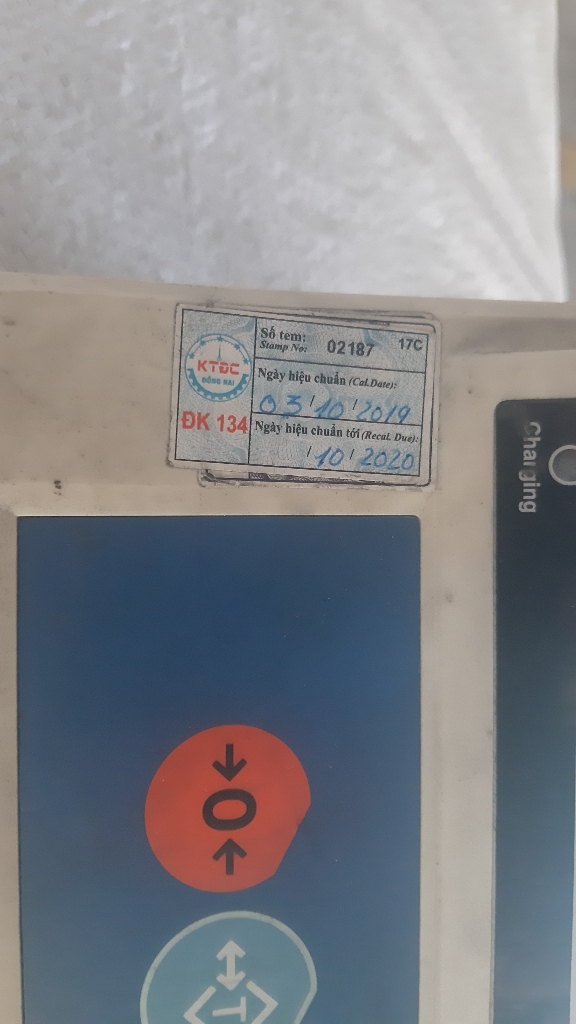 Số tem:
Stamp No: 02187 17C
KTĐC
ĐỒNG NAI
ĐK 134
Ngày hiệu chuẩn (Cal.Date):
03/10/2019
Ngày hiệu chuẩn tới (Recal. Due):
/10/2020
Charging
0
T